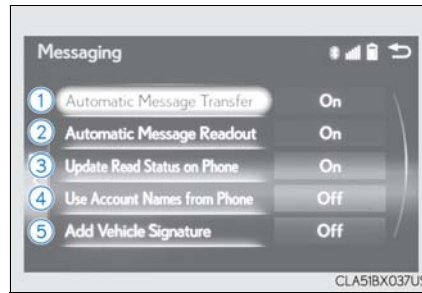 Messaging
1 Automatic Message Transfer On
2 Automatic Message Readout On
3 Update Read Status on Phone On
4 Use Account Names from Phone Off
5 Add Vehicle Signature Off
CLA51BX037US